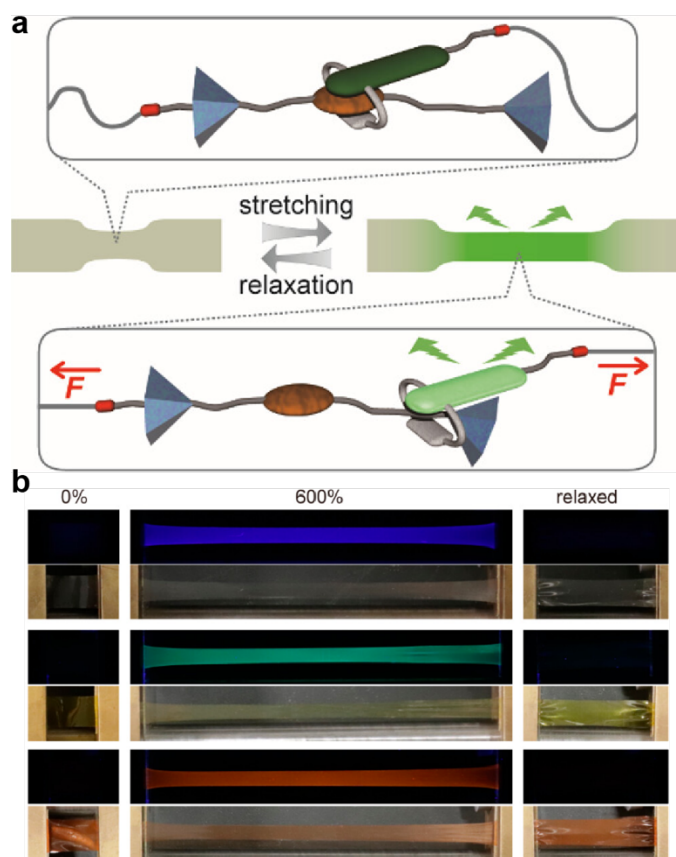 a
stretching
relaxation
F
F
b
0%
600%
relaxed